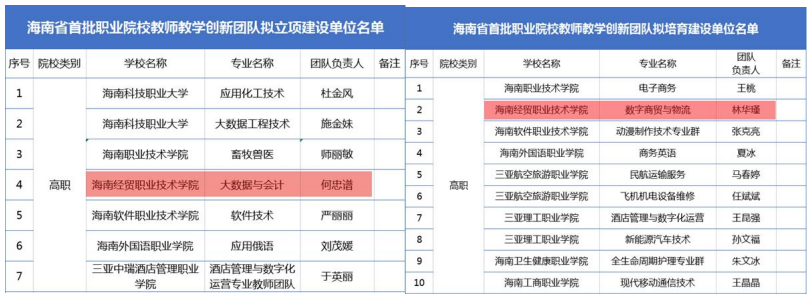 海南省首批职业院校教师教学创新团队拟立项建设单位名单
序号 院校类别 学校名称 专业名称 团队负责人 备注
1 海南科技职业大学 应用化工技术 杜金风
2 海南科技职业大学 大数据工程技术 施金妹
3 海南职业技术学院 畜牧兽医 师丽敏
4 高职 海南经贸职业技术学院 大数据与会计 何忠谱
5 海南软件职业技术学院 软件技术 严丽丽
6 海南外国语职业学院 应用俄语 刘茂媛
7 三亚中瑞酒店管理职业 酒店管理与数字化 于英丽
学院 运营专业教师团队
海南省首批职业院校教师教学创新团队拟培育建设单位名单
序号 院校类别 学校名称 专业名称 团队 备注
负责人
1 海南职业技术学院 电子商务 王桃
2 海南经贸职业技术学院 数字商贸与物流 林华瑾
3 海南软件职业技术学院 动漫制作技术专业群 张克亮
4 海南外国语职业学院 商务英语 夏冰
5 三亚航空旅游职业学院 民航运输服务 马春婷
高职
6 三亚航空旅游职业学院 飞机机电设备维修 任斌斌
7 三亚理工职业学院 酒店管理与数字化运营 王昆强
8 三亚理工职业学院 新能源汽车技术 孙文福
9 海南卫生健康职业学院 全生命周期护理专业群 朱文冰
10 海南工商职业学院 现代移动通信技术 王晶晶